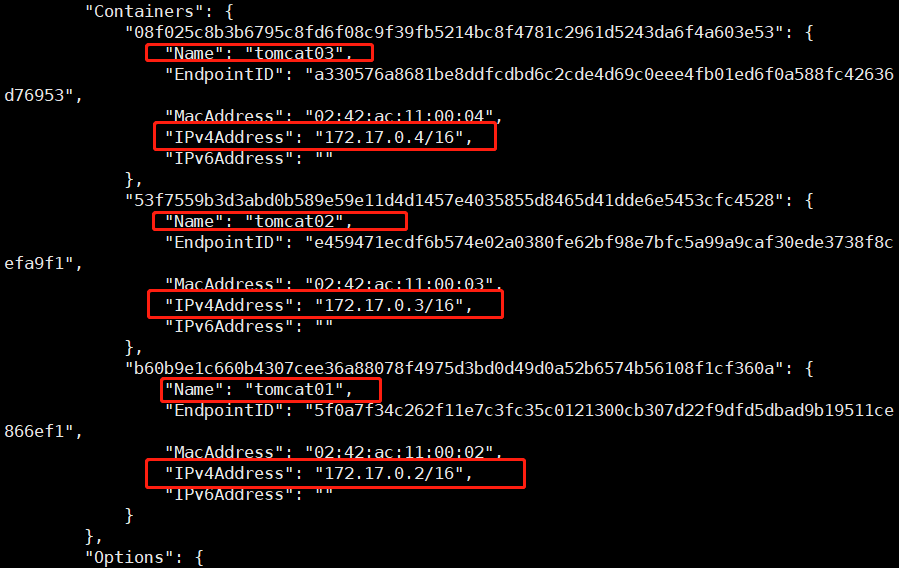 "Containers": {
"08f025c8b3b6795c8fd6f08c9f39fb5214bc8f4781c2961d5243da6f4a603e53": {
"Name": "tomcat03",
"EndpointID": "a330576a8681be8ddfcdbd6c2cde4d69c0eee4fb01ed6f0a588fc42636
d76953",
"MacAddress": "02:42:ac:11:00:04",
"IPv4Address": "172.17.0.4/16",
"IPv6Address": ""
},
"53f7559b3d3abd0b589e59e11d4d1457e4035855d8465d41dde6e5453cfc4528": {
"Name": "tomcat02",
"EndpointID": "e459471ecdf6b574e02a0380fe62bf98e7bfc5a99a9caf30ede3738f8c
efa9f1",
"MacAddress": "02:42:ac:11:00:03",
"IPv4Address": "172.17.0.3/16",
"IPv6Address": ""
},
"b60b9e1c660b4307cee36a88078f4975d3bd0d49d0a52b6574b56108f1cf360a": {
"Name": "tomcat01",
"EndpointID": "5f0a7f34c262f11e7c3fc35c0121300cb307d22f9dfd5dbad9b19511ce
866ef1",
"MacAddress": "02:42:ac:11:00:02",
"IPv4Address": "172.17.0.2/16",
"IPv6Address": ""
}
},
"Options": {